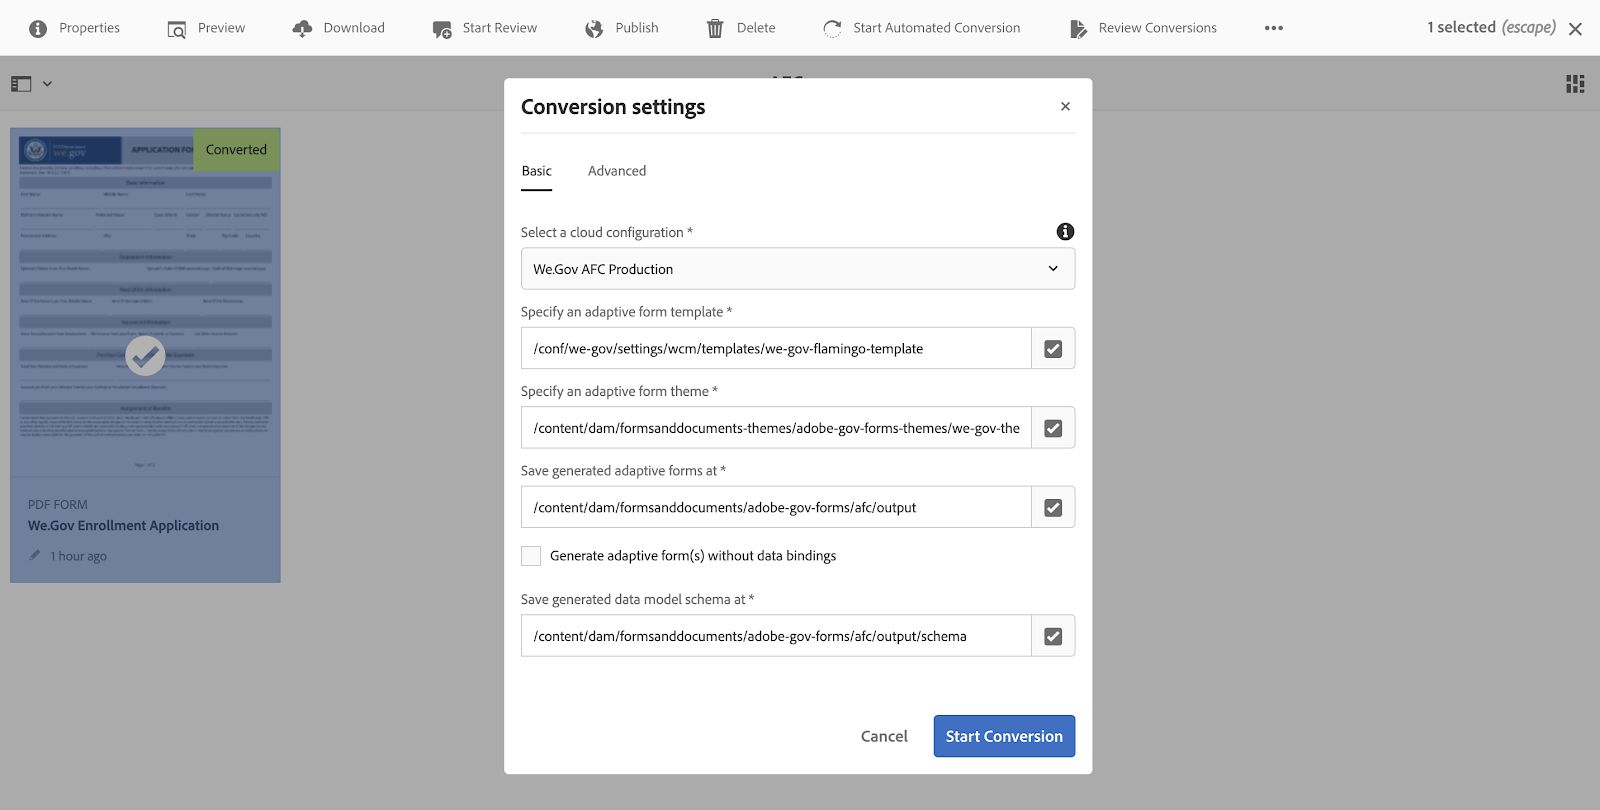 Properties
Preview
Download
Start Review
Publish
Delete
Start Automated Conversion
Review Conversions
1 selected (escape)
Conversion settings
Basic
Advanced
Select a cloud configuration *
We.Gov AFC Production
Specify an adaptive form template *
/conf/we-gov/settings/wcm/templates/we-gov-flamingo-template
Specify an adaptive form theme *
/content/dam/formsanddocuments-themes/adobe-gov-forms-themes/we-gov-the
Save generated adaptive forms at *
/content/dam/formsanddocuments/adobe-gov-forms/afc/output
Generate adaptive form(s) without data bindings
Save generated data model schema at *
/content/dam/formsanddocuments/adobe-gov-forms/afc/output/schema
Cancel
Start Conversion
we.gov
APPLICATION FO
Converted
PDF FORM
We.Gov Enrollment Application
1 hour ago